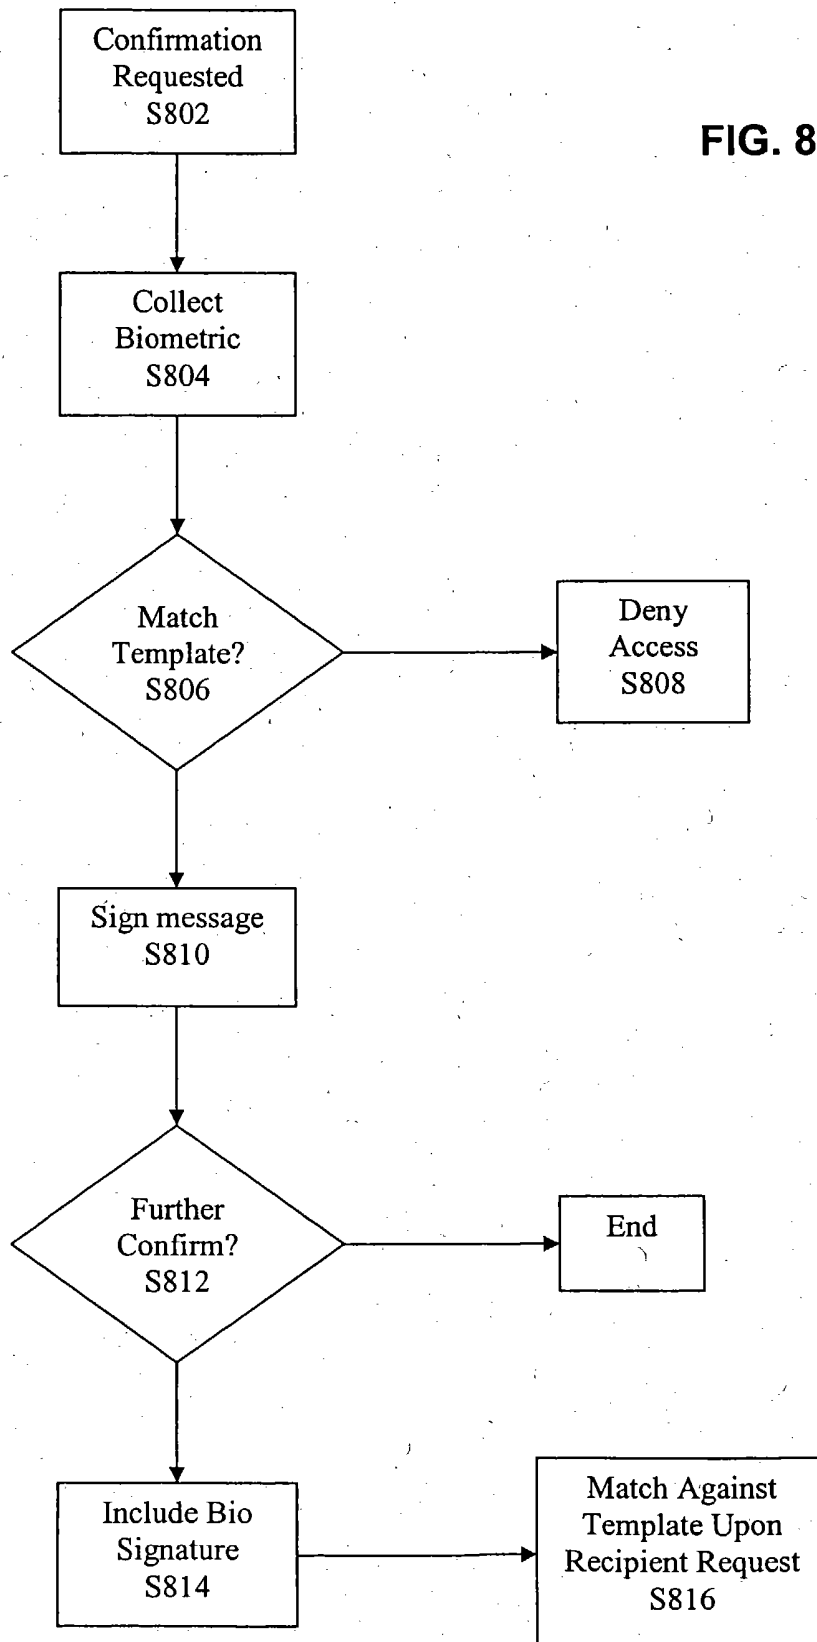 Confirmation
Requested
S802
FIG. 8
Collect
Biometric
S804
Match
Template?
S806
Deny
Access
S808
Sign message
S810
Further
Confirm?
S812
End
Include Bio
Signature
S814
Match Against
Template Upon
Recipient Request
S816